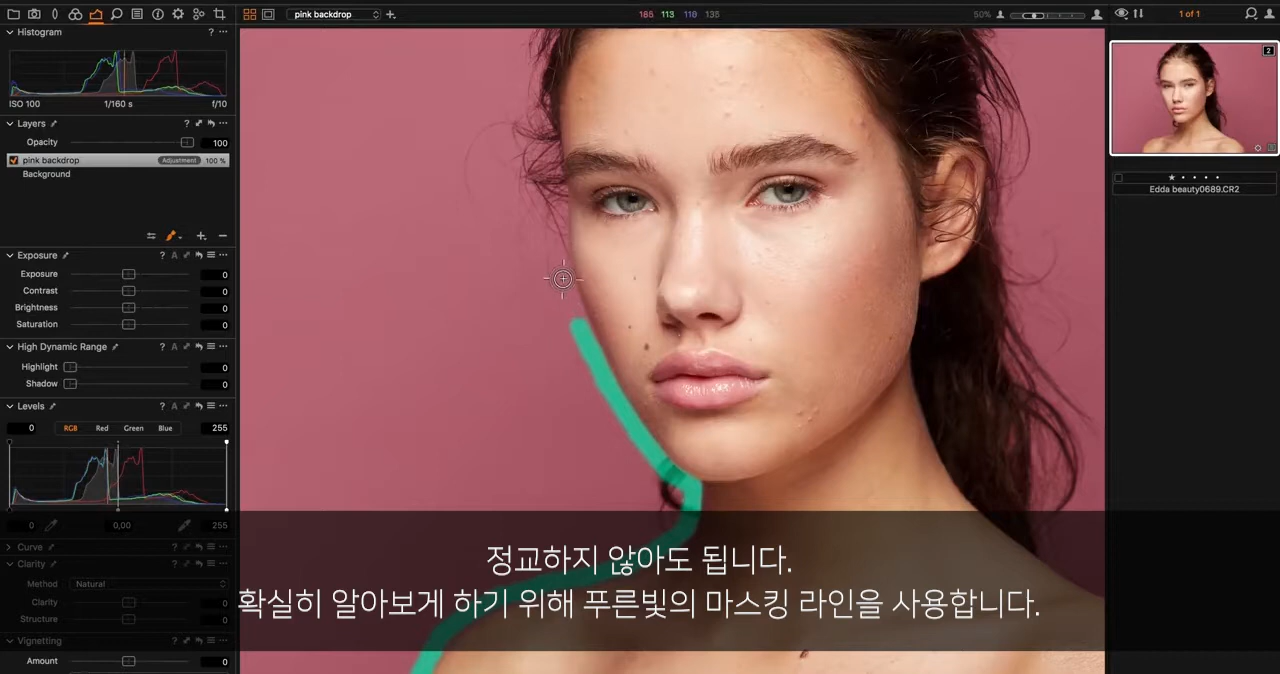 pink backdrop
165 113 118 135
50%
1 of 1
Histogram
ISO 100 1/160 s f/10
Layers
Opacity 100
pink backdrop Adjustment 100 %
Background
Exposure
Exposure 0
Contrast 0
Brightness 0
Saturation 0
High Dynamic Range
Highlight 0
Shadow 0
Levels
0 RGB Red Green Blue 255
0 0,00 255
Curve
Clarity
Method Natural
Clarity 0
Structure 0
Vignetting
Amount 0
2
Edda beauty0689.CR2
정교하지 않아도 됩니다.
확실히 알아보게 하기 위해 푸른빛의 마스킹 라인을 사용합니다.